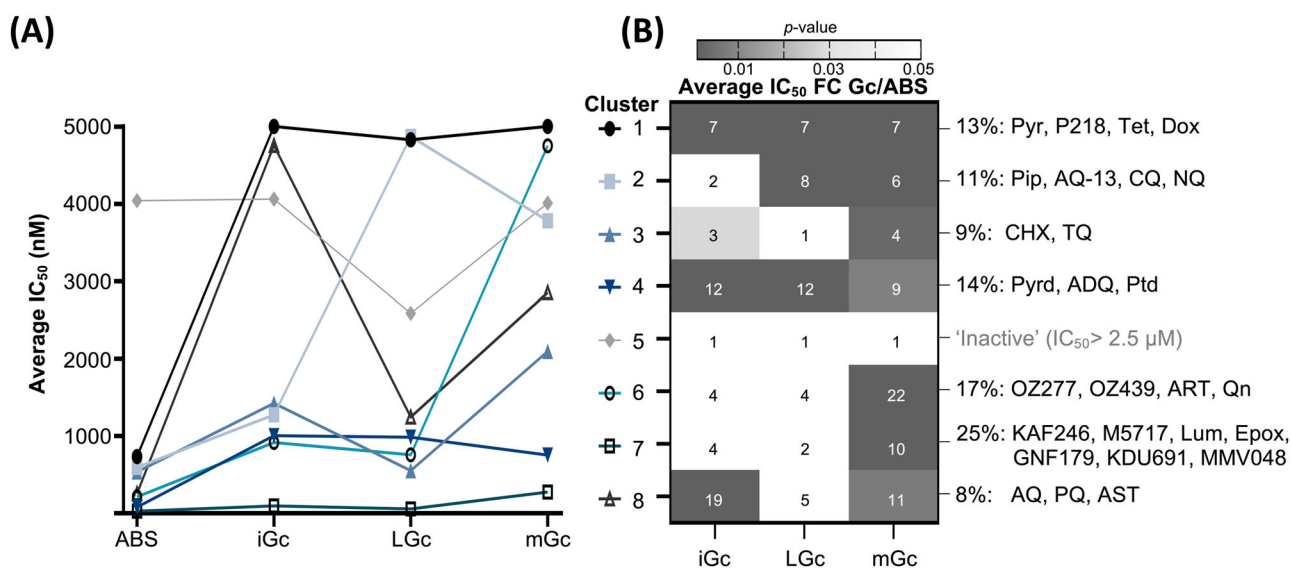 (A)
Average IC50 (nM)
5000
4000
3000
2000
1000
ABS
iGc
LGc
mGc
(B)
p-value
0.01
0.03
0.05
Average IC50 FC Gc/ABS
Cluster
1
7
7
7
13%: Pyr, P218, Tet, Dox
2
2
8
6
11%: Pip, AQ-13, CQ, NQ
3
3
1
4
9%: CHX, TQ
4
12
12
9
14%: Pyrd, ADQ, Ptd
5
1
1
1
'Inactive' (IC50> 2.5 µM)
6
4
4
22
17%: OZ277, OZ439, ART, Qn
7
4
2
10
25%: KAF246, M5717, Lum, Epox,
GNF179, KDU691, MMV048
8
19
5
11
8%: AQ, PQ, AST
iGc
LGc
mGc